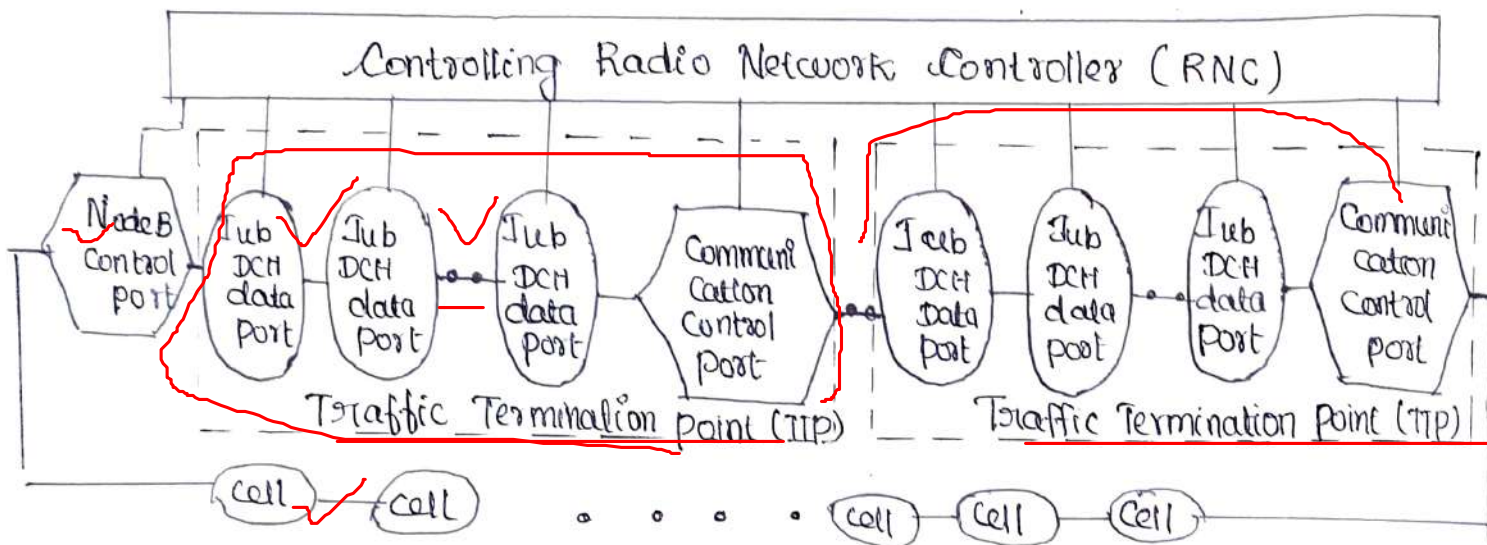 Controlling Radio Network Controller (RNC)
NodeB
Control
port
Iub
DCH
data
port
Iub
DCH
data
port
Iub
DCH
data
port
Communi
cation
Control
port
Iub
DCH
Data
port
Iub
DCH
data
port
Iub
DCH
data
port
Communi
cation
Control
port
Traffic Termination point (TTP)
Traffic Termination point (TTP)
Cell
Cell
Cell
Cell
Cell